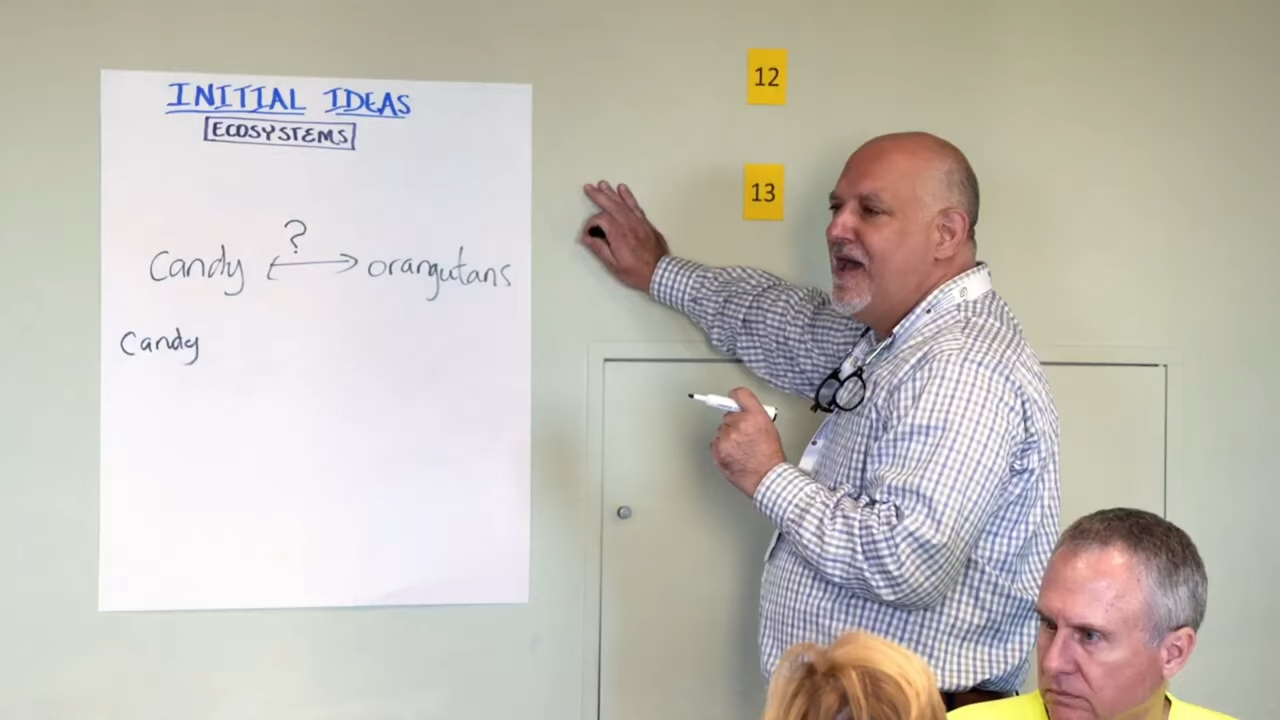 INITIAL IDEAS
ECOSYSTEMS
?
Candy ↔ orangutans
Candy
12
13